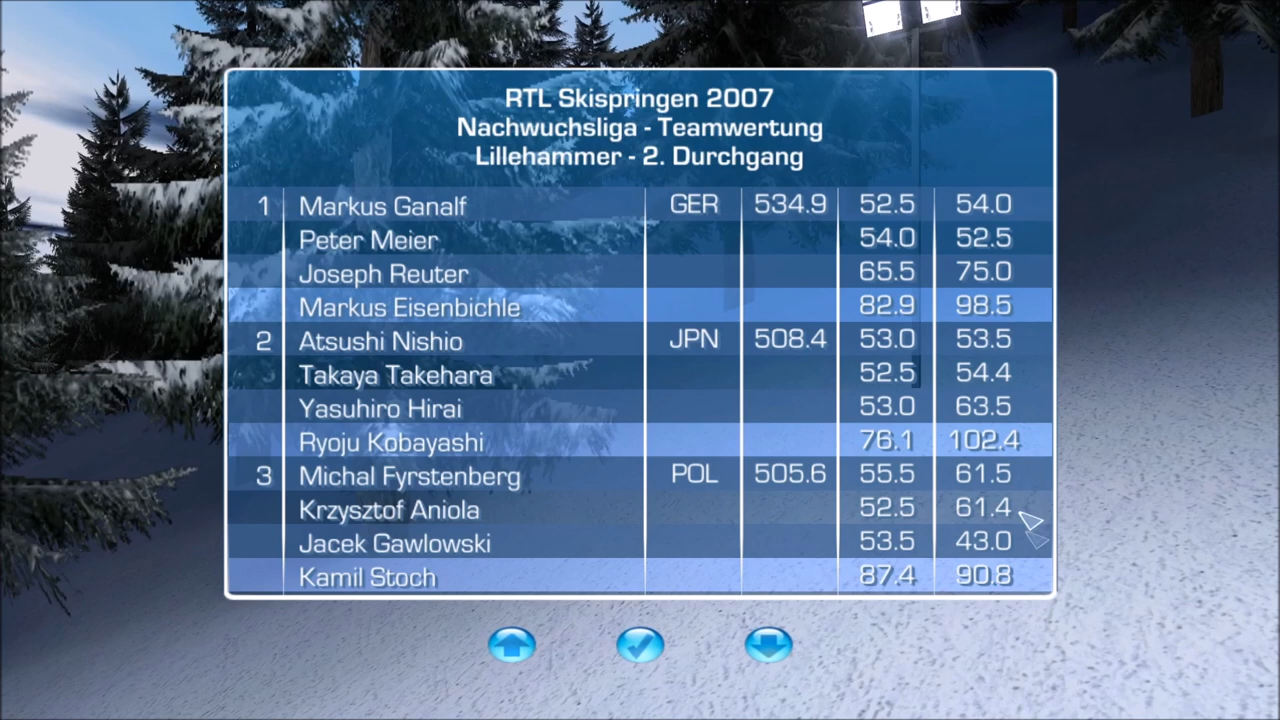 RTL Skispringen 2007
Nachwuchsliga - Teamwertung
Lillehammer - 2. Durchgang
1 Markus Ganalf GER 534.9 52.5 54.0
Peter Meier 54.0 52.5
Joseph Reuter 65.5 75.0
Markus Eisenbichle 82.9 98.5
2 Atsushi Nishio JPN 508.4 53.0 53.5
Takaya Takehara 52.5 54.4
Yasuhiro Hirai 53.0 63.5
Ryoju Kobayashi 76.1 102.4
3 Michal Fyrstenberg POL 505.6 55.5 61.5
Krzysztof Aniola 52.5 61.4
Jacek Gawlowski 53.5 43.0
Kamil Stoch 87.4 90.8